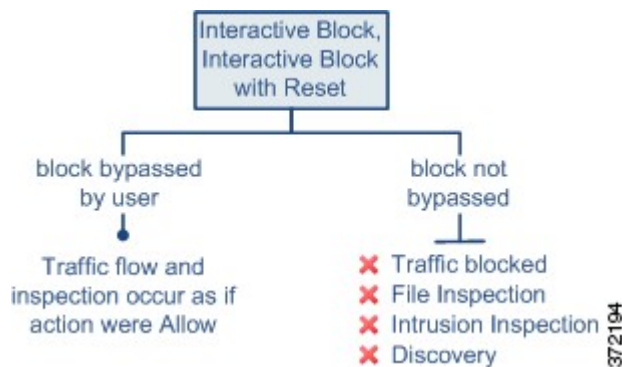 Interactive Block,
Interactive Block
with Reset
block bypassed
by user
block not
bypassed
Traffic flow and
inspection occur as if
action were Allow
Traffic blocked
File Inspection
Intrusion Inspection
Discovery
372194